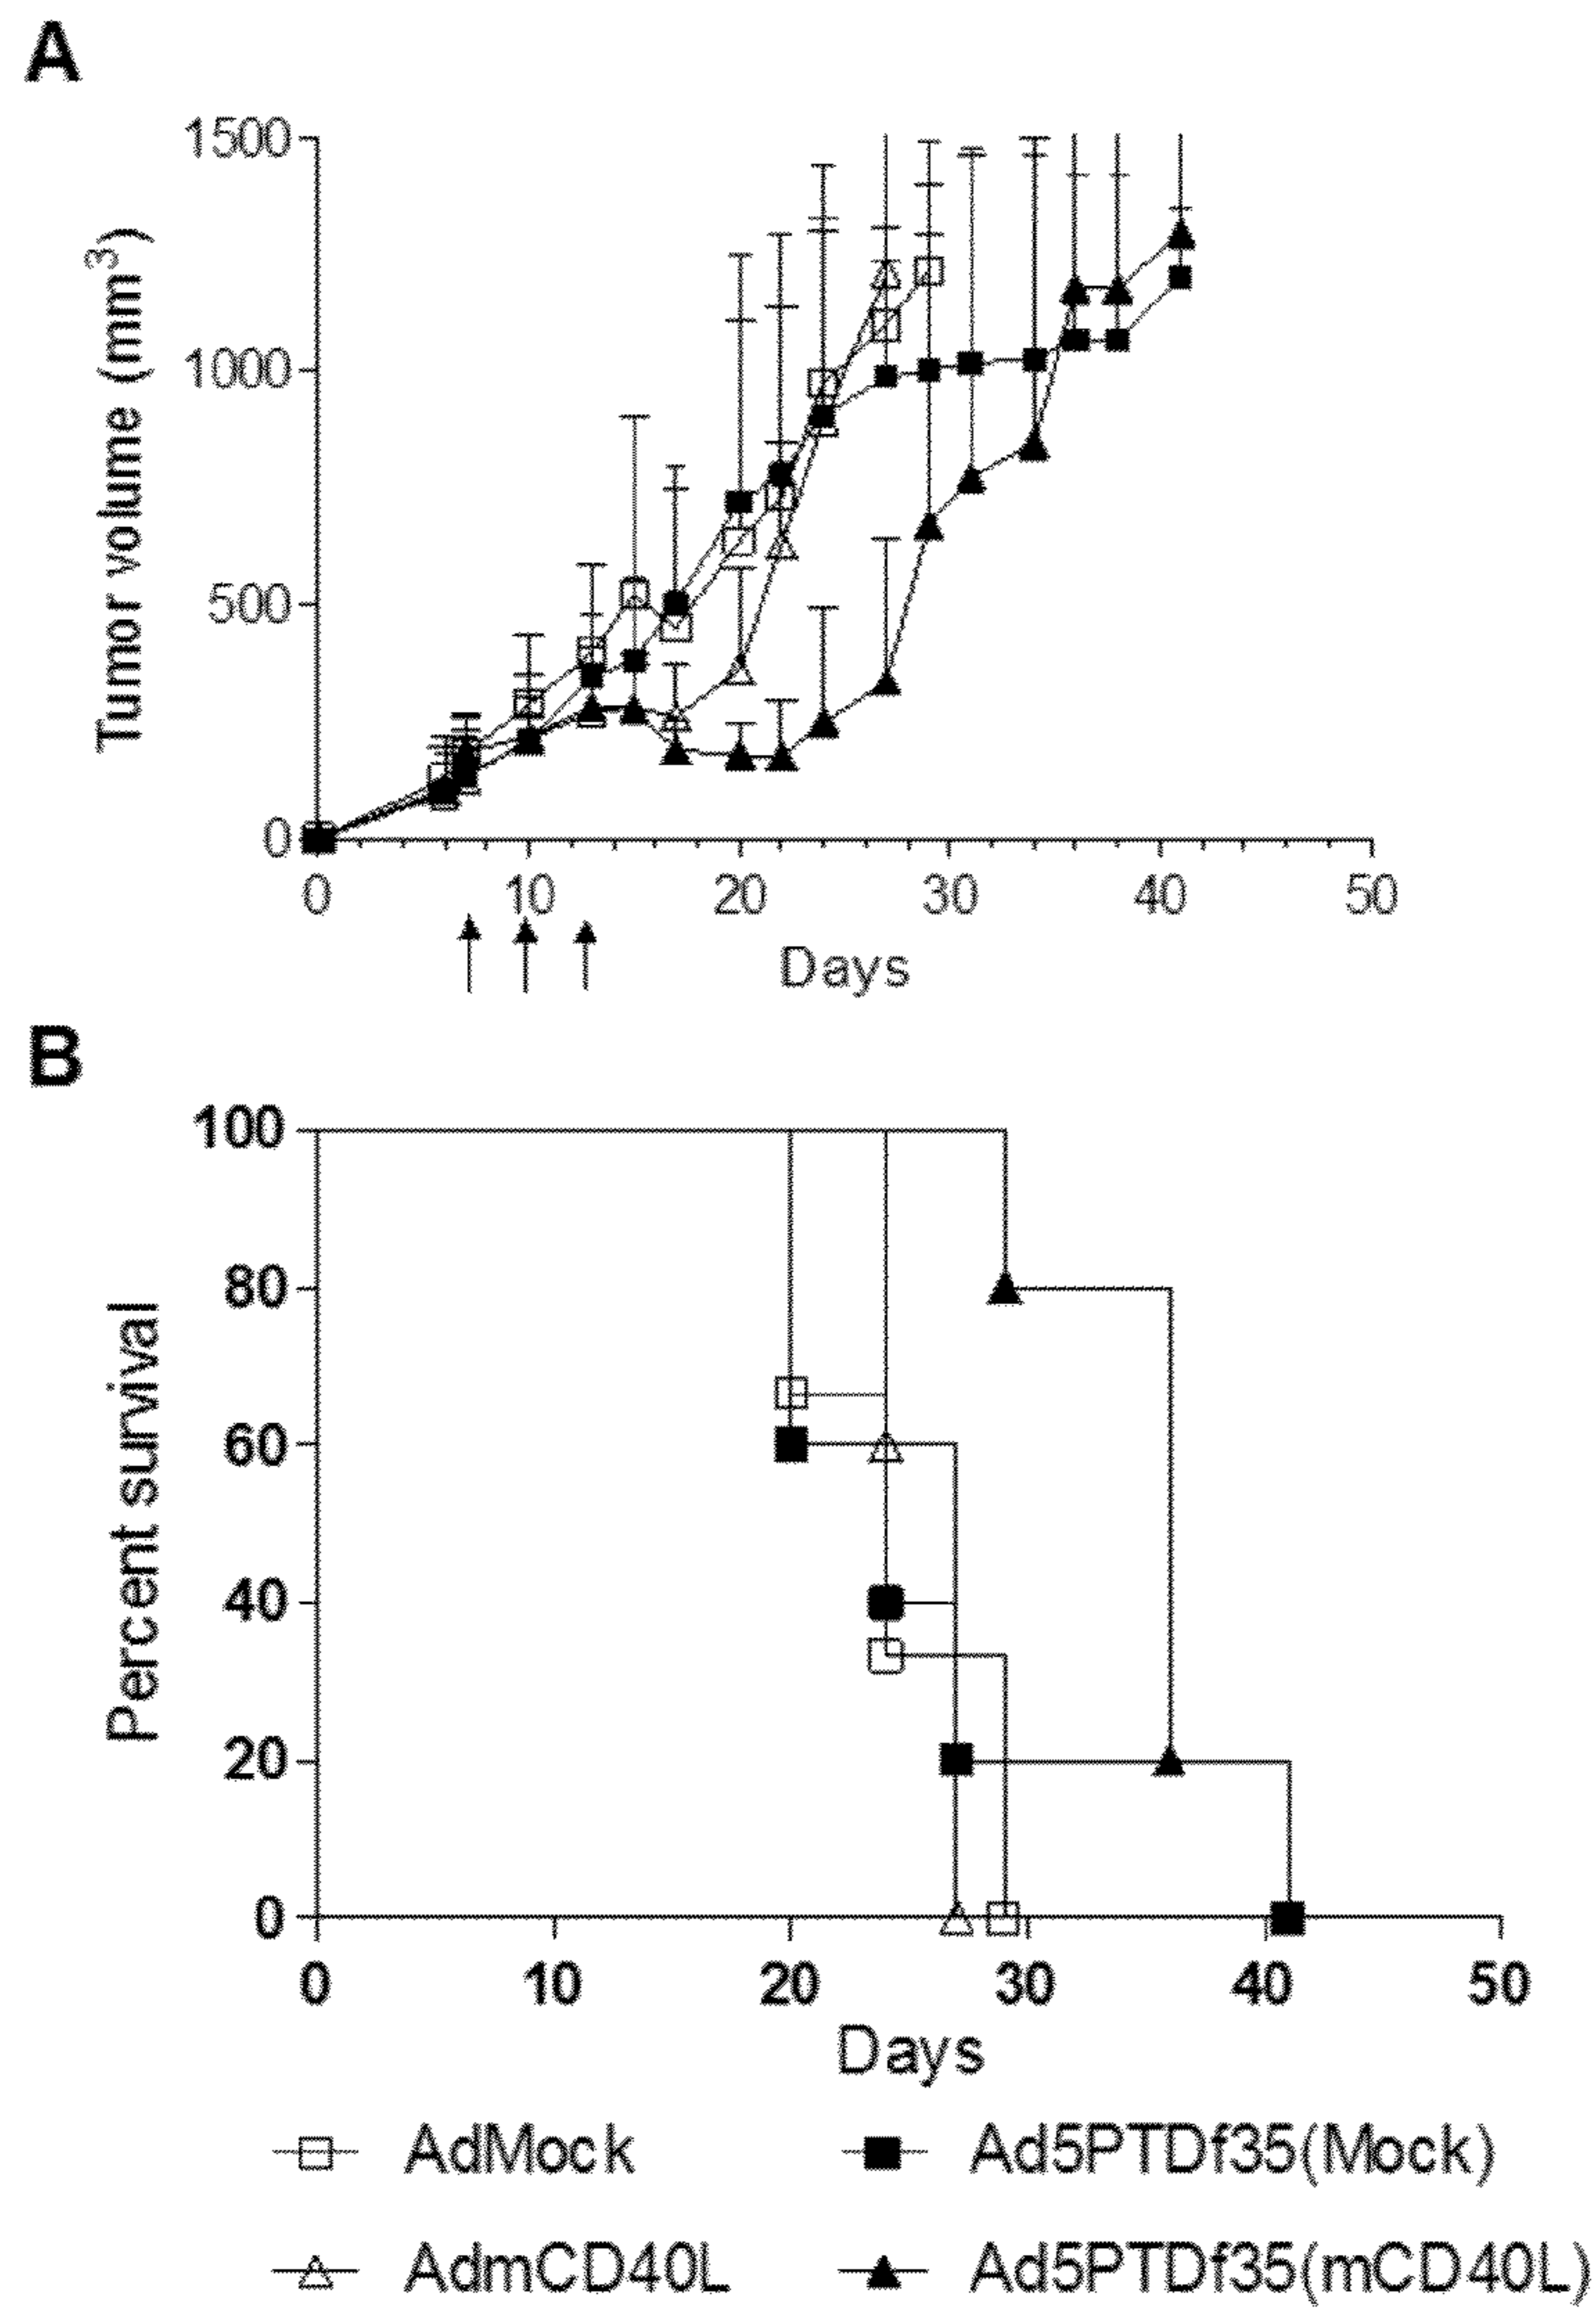 A
1500
1000
500
0
Tumor volume (mm³)
0 10 20 30 40 50
Days
B
100
80
60
40
20
0
Percent survival
0 10 20 30 40 50
Days
AdMock Ad5PTDf35(Mock)
AdmCD40L Ad5PTDf35(mCD40L)